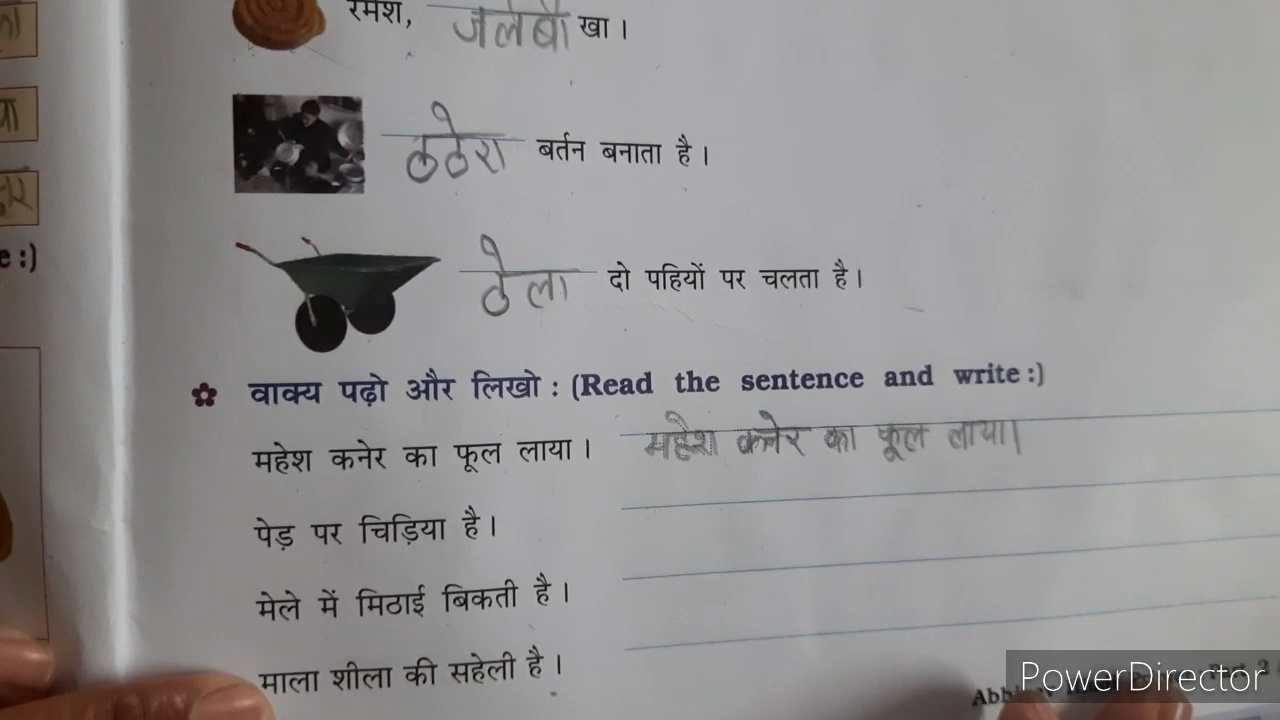 रमेश, जलेबी खा।
ठठेरा बर्तन बनाता है।
ठेला दो पहियों पर चलता है।
e :)
वाक्य पढ़ो और लिखो : (Read the sentence and write :)
महेश कनेर का फूल लाया। महेश कनेर का फूल लाया।
पेड़ पर चिड़िया है।
मेले में मिठाई बिकती है।
माला शीला की सहेली है।
PowerDirector